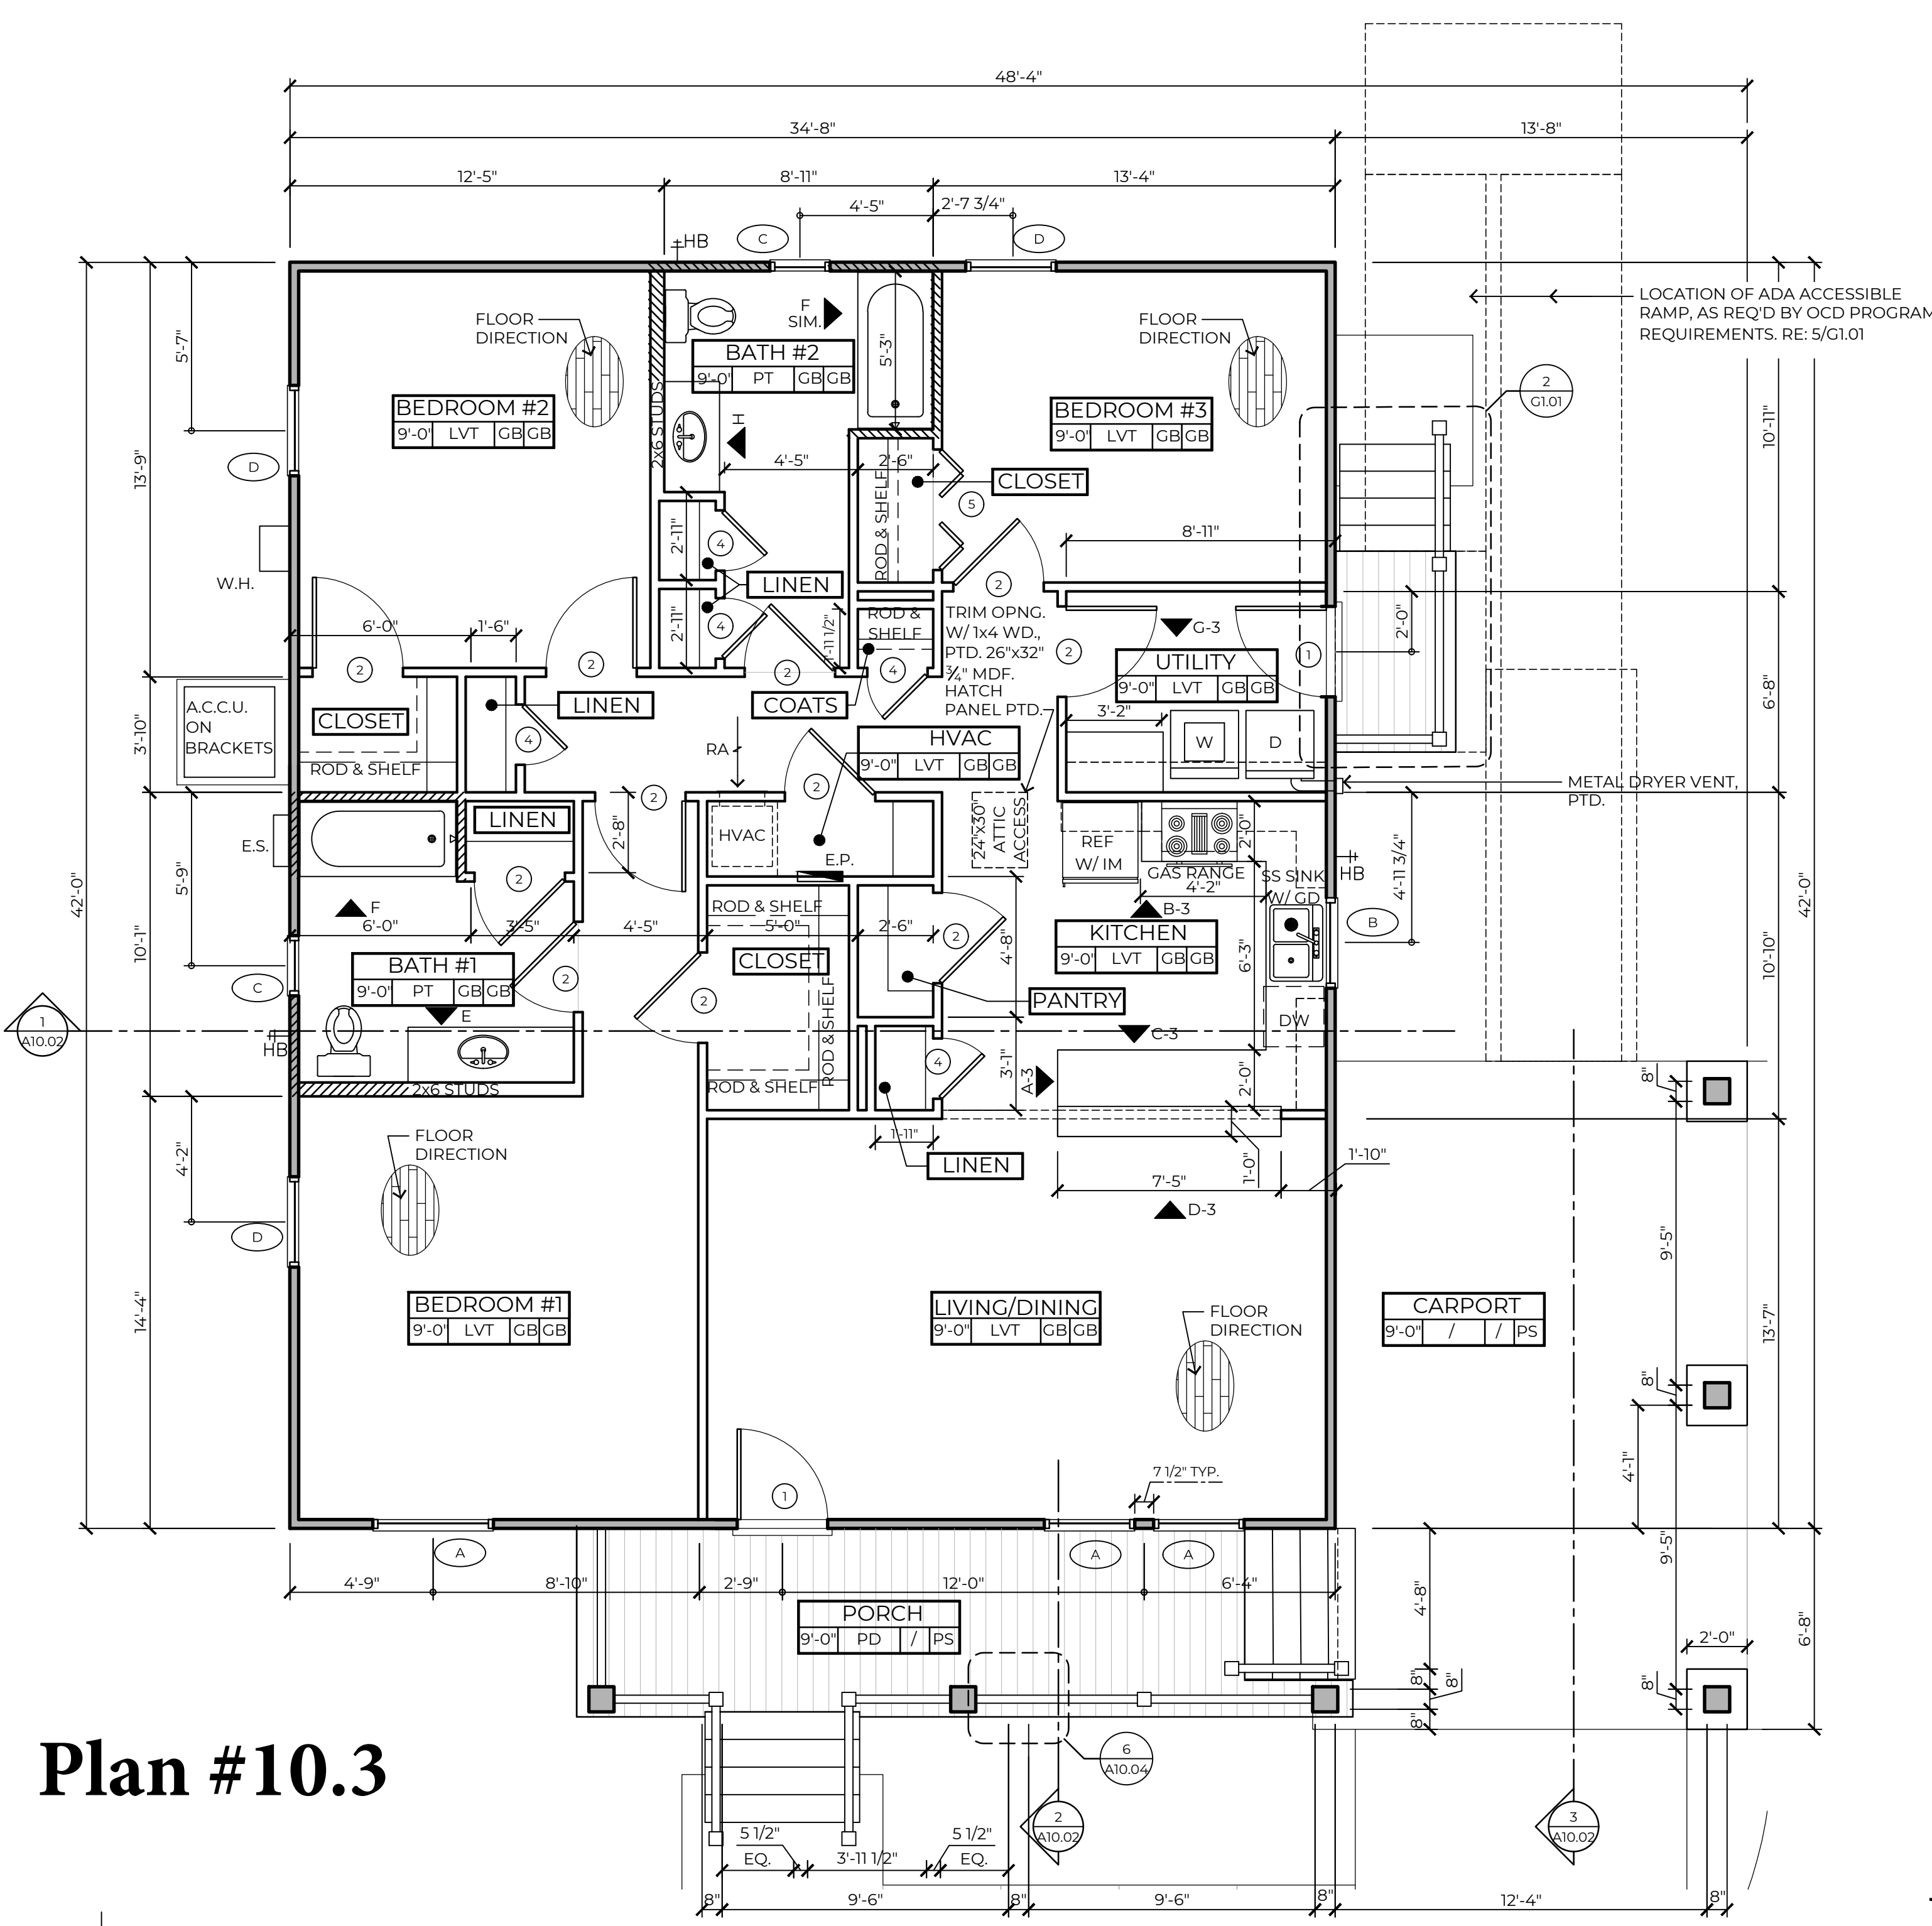 48'-4"
34'-8"
13'-8"
12'-5"
8'-11"
13'-4"
4'-5"
2'-7 3/4"
HB
C
D
LOCATION OF ADA ACCESSIBLE
RAMP, AS REQ'D BY OCD PROGRAM
REQUIREMENTS. RE: 5/G1.01
FLOOR
DIRECTION
F
SIM.
FLOOR
DIRECTION
5'-7"
5'-3"
BATH #2
9'-0" PT GB GB
2
G1.01
BEDROOM #2
9'-0" LVT GB GB
BEDROOM #3
9'-0" LVT GB GB
2x6 STUDS
H
10'-11"
D
13'-9"
4'-5"
2'-6"
CLOSET
ROD & SHELF
5
2'-11"
4
8'-11"
W.H.
LINEN
2
2'-11"
4
6'-0"
1'-6"
1'-11 1/2"
ROD &
SHELF
TRIM OPNG.
W/ 1x4 WD.,
PTD. 26"x32"
3/4" MDF.
HATCH
PANEL PTD.
G-3
2'-0"
2
2
2
4
2
1
UTILITY
9'-0" LVT GB GB
6'-8"
A.C.C.U.
ON
BRACKETS
CLOSET
ROD & SHELF
LINEN
4
COATS
3'-10"
RA
HVAC
9'-0" LVT GB GB
3'-2"
W
D
METAL DRYER VENT,
PTD.
2
2
LINEN
2'-8"
HVAC
E.P.
24"x30"
ATTIC
ACCESS
REF
W/ IM
GAS RANGE
2'-0"
4'-2"
SS SINK
W/ GD
HB
4'-11 3/4"
E.S.
5'-9"
42'-0"
42'-0"
2
F
6'-0"
3'-5"
4'-5"
ROD & SHELF
5'-0"
2'-6"
2
B-3
B
KITCHEN
9'-0" LVT GB GB
10'-1"
4'-8"
6'-3"
10'-10"
BATH #1
9'-0" PT GB GB
CLOSET
2
2
C
E
PANTRY
ROD & SHELF
1
A10.02
HB
C-3
DW
4
3'-1"
A-3
2'-0"
2x6 STUDS
ROD & SHELF
8"
FLOOR
DIRECTION
4'-2"
1'-11"
LINEN
1'-0"
1'-10"
7'-5"
D-3
D
9'-5"
BEDROOM #1
9'-0" LVT GB GB
LIVING/DINING
9'-0" LVT GB GB
FLOOR
DIRECTION
CARPORT
9'-0" / / PS
14'-4"
13'-7"
8"
4'-1"
7 1/2" TYP.
1
A
A
A
9'-5"
4'-9"
8'-10"
2'-9"
12'-0"
6'-4"
PORCH
9'-0" PD / PS
4'-8"
2'-0"
6'-8"
8"
8"
8"
8"
Plan #10.3
6
A10.04
2
A10.02
3
A10.02
5 1/2"
EQ.
3'-11 1/2"
5 1/2"
EQ.
8"
9'-6"
8"
9'-6"
8"
12'-4"
8"